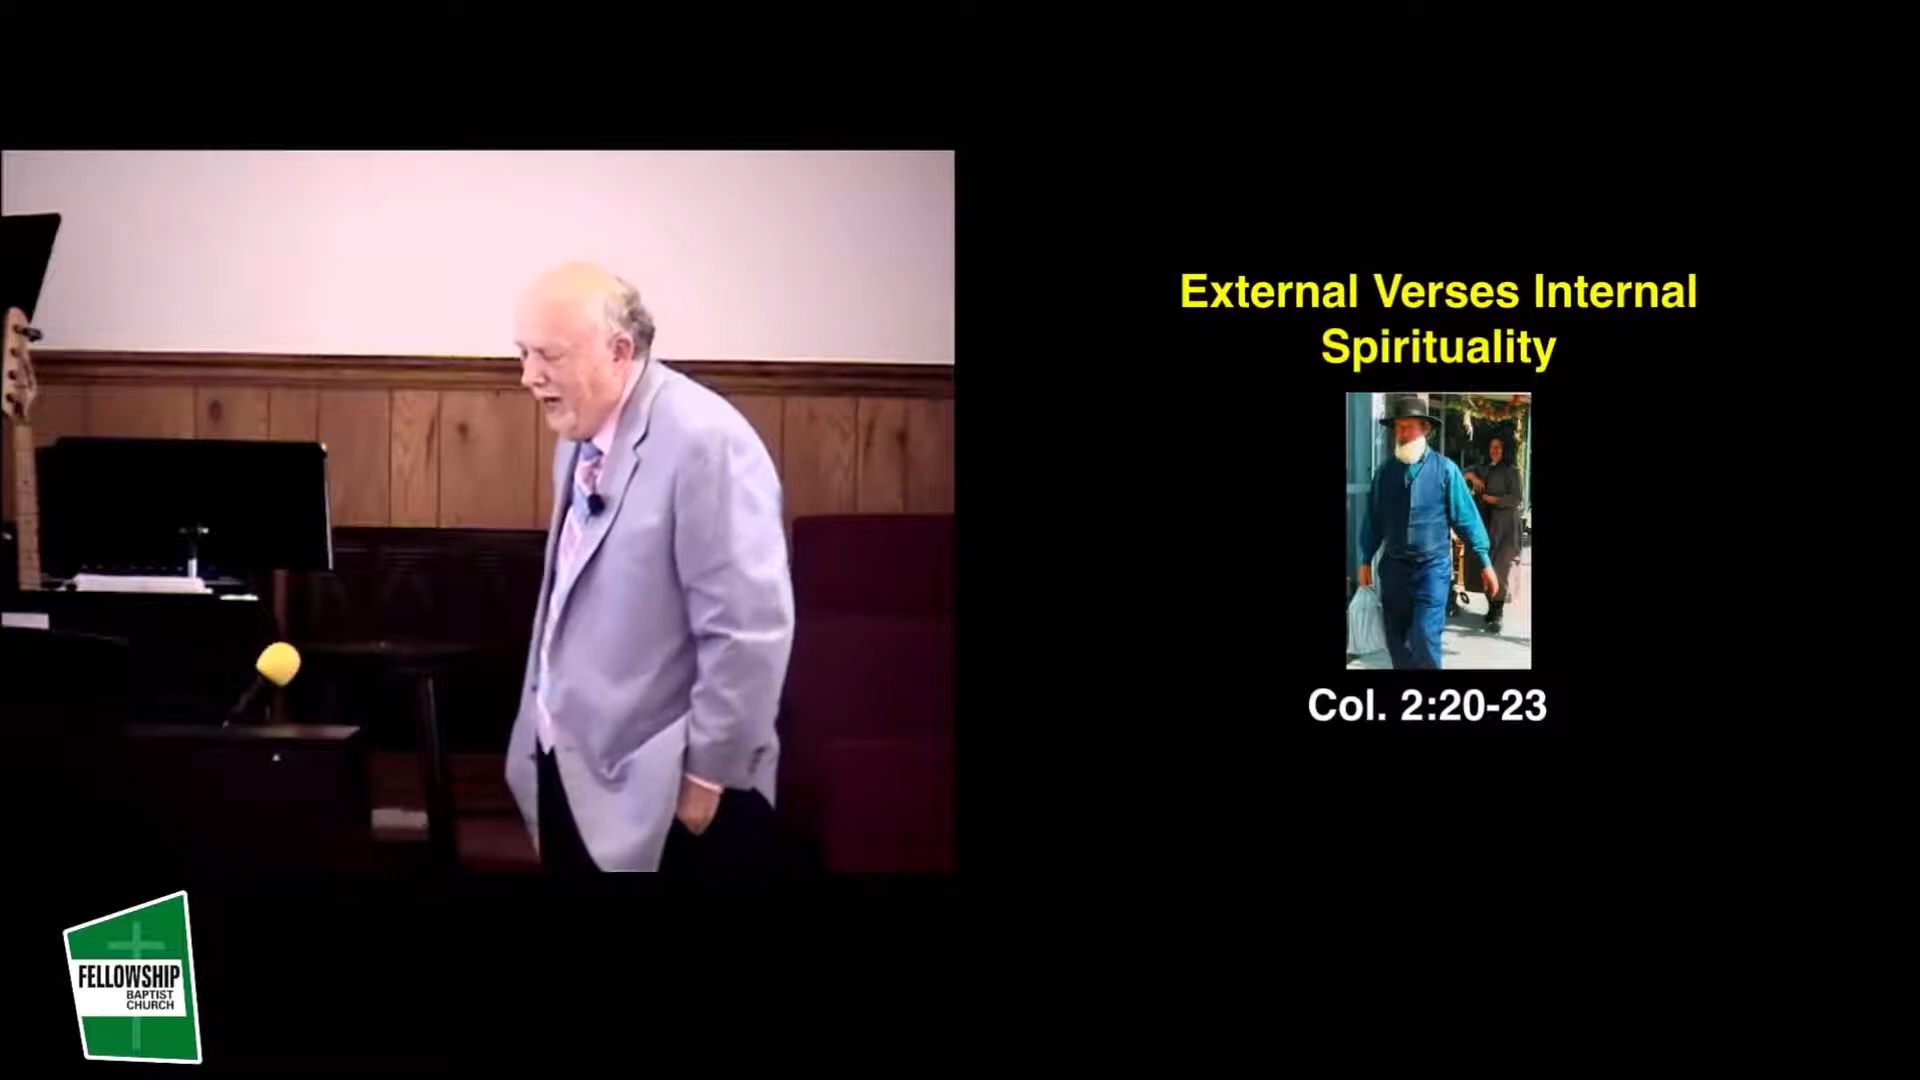 External Verses Internal
Spirituality
Col. 2:20-23
FELLOWSHIP
BAPTIST
CHURCH